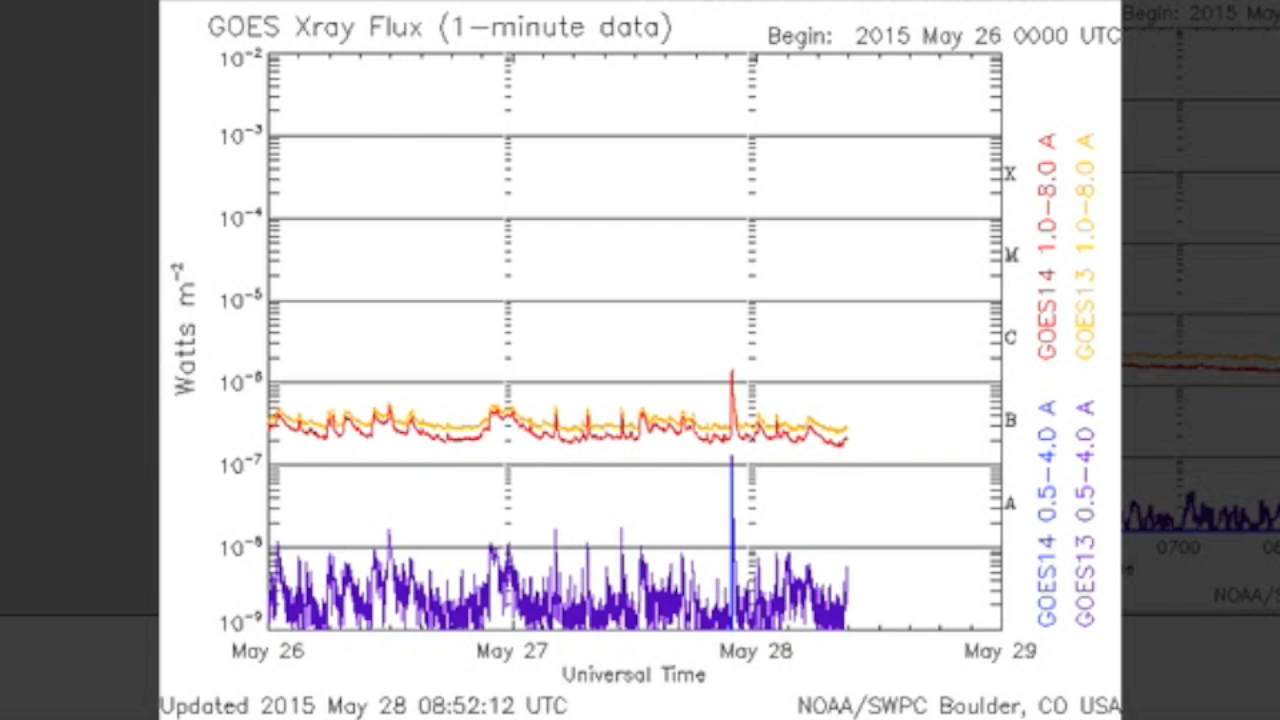 GOES Xray Flux (1-minute data)
Begin: 2015 May 26 0000 UTC
Begin: 2015 May
10-2
10-3
10-4
10-5
10-6
10-7
10-8
10-9
Watts m-2
X
M
C
B
A
GOES14 1.0-8.0 A
GOES13 1.0-8.0 A
GOES14 0.5-4.0 A
GOES13 0.5-4.0 A
May 26
May 27
May 28
May 29
Universal Time
Updated 2015 May 28 08:52:12 UTC
NOAA/SWPC Boulder, CO USA
0700
NOAA/S